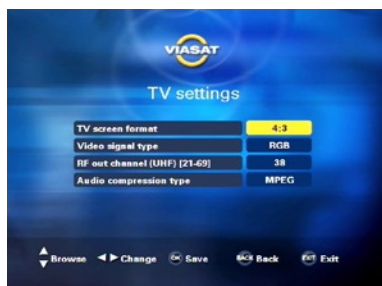 VIASAT
TV settings
TV screen format 4:3
Video signal type RGB
RF out channel (UHF) [21-69] 38
Audio compression type MPEG
Browse Change OK Save BACK Back EXIT Exit